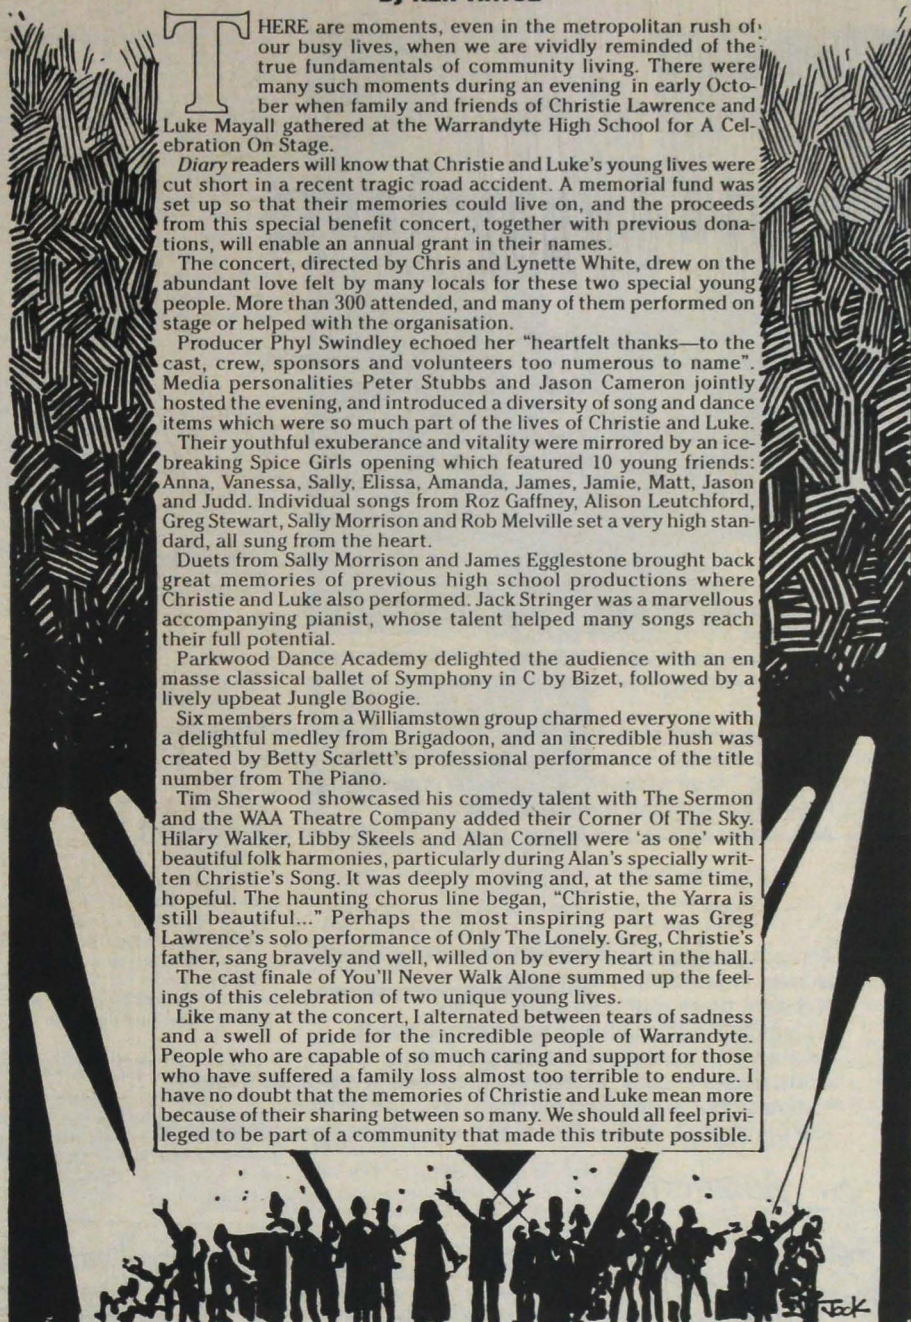 THERE are moments, even in the metropolitan rush of
our busy lives, when we are vividly reminded of the
true fundamentals of community living. There were
many such moments during an evening in early Octo-
ber when family and friends of Christie Lawrence and
Luke Mayall gathered at the Warrandyte High School for A Cel-
ebration On Stage.
Diary readers will know that Christie and Luke's young lives were
cut short in a recent tragic road accident. A memorial fund was
set up so that their memories could live on, and the proceeds
from this special benefit concert, together with previous dona-
tions, will enable an annual grant in their names.
The concert, directed by Chris and Lynette White, drew on the
abundant love felt by many locals for these two special young
people. More than 300 attended, and many of them performed on
stage or helped with the organisation.
Producer Phyl Swindley echoed her “heartfelt thanks—to the
cast, crew, sponsors and volunteers too numerous to name”.
Media personalities Peter Stubbs and Jason Cameron jointly
hosted the evening, and introduced a diversity of song and dance
items which were so much part of the lives of Christie and Luke.
Their youthful exuberance and vitality were mirrored by an ice-
breaking Spice Girls opening which featured 10 young friends:
Anna, Vanessa, Sally, Elissa, Amanda, James, Jamie, Matt, Jason
and Judd. Individual songs from Roz Gaffney, Alison Leutchford,
Greg Stewart, Sally Morrison and Rob Melville set a very high stan-
dard, all sung from the heart.
Duets from Sally Morrison and James Egglestone brought back
great memories of previous high school productions where
Christie and Luke also performed. Jack Stringer was a marvellous
accompanying pianist, whose talent helped many songs reach
their full potential.
Parkwood Dance Academy delighted the audience with an en
masse classical ballet of Symphony in C by Bizet, followed by a
lively upbeat Jungle Boogie.
Six members from a Williamstown group charmed everyone with
a delightful medley from Brigadoon, and an incredible hush was
created by Betty Scarlett's professional performance of the title
number from The Piano.
Tim Sherwood showcased his comedy talent with The Sermon
and the WAA Theatre Company added their Corner Of The Sky.
Hilary Walker, Libby Skeels and Alan Cornell were ‘as one’ with
beautiful folk harmonies, particularly during Alan's specially writ-
ten Christie's Song. It was deeply moving and, at the same time,
hopeful. The haunting chorus line began, “Christie, the Yarra is
still beautiful...” Perhaps the most inspiring part was Greg
Lawrence's solo performance of Only The Lonely. Greg, Christie's
father, sang bravely and well, willed on by every heart in the hall.
The cast finale of You'll Never Walk Alone summed up the feel-
ings of this celebration of two unique young lives.
Like many at the concert, I alternated between tears of sadness
and a swell of pride for the incredible people of Warrandyte.
People who are capable of so much caring and support for those
who have suffered a family loss almost too terrible to endure. I
have no doubt that the memories of Christie and Luke mean more
because of their sharing between so many. We should all feel privi-
leged to be part of a community that made this tribute possible.
Jock